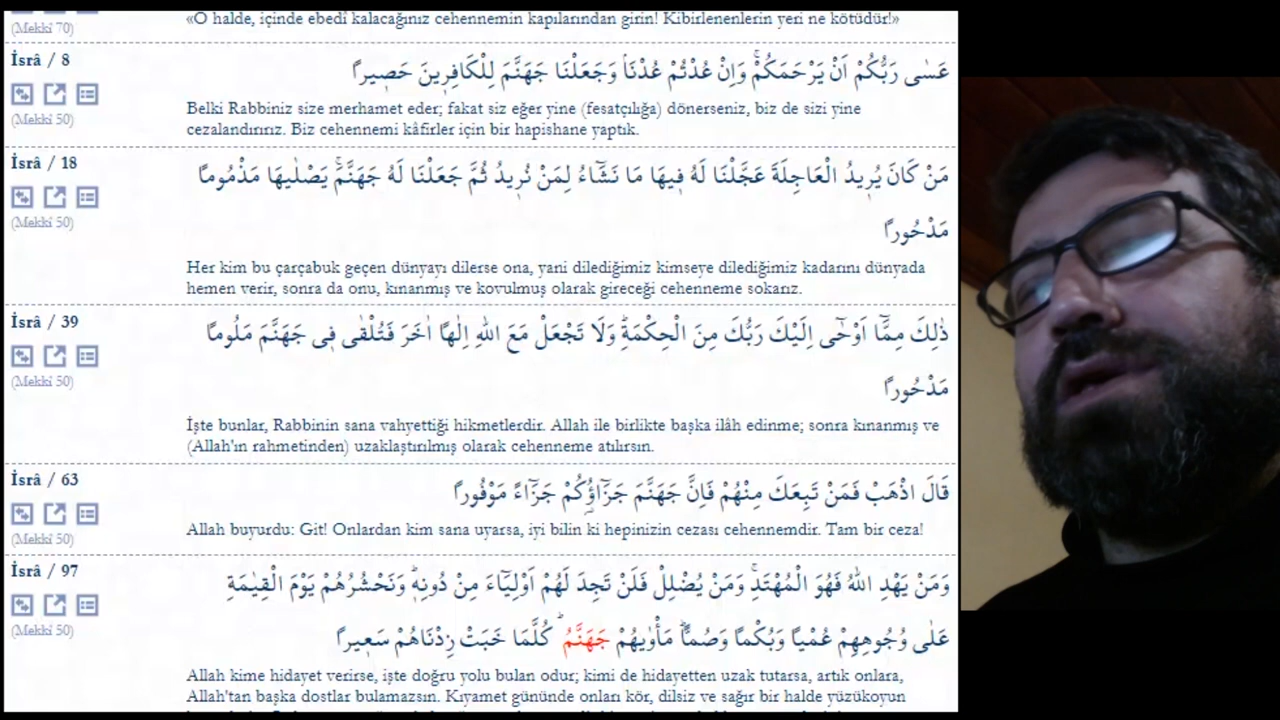 «O halde, içinde ebedî kalacağınız cehennemin kapılarından girin! Kibirlenenlerin yeri ne kötüdür!»
(Mekkî 70)
İsrâ / 8
عَسٰى رَبُّكُمْ اَنْ يَرْحَمَكُمْۚ وَاِنْ عُدْتُمْ عُدْنَاۢ وَجَعَلْنَا جَهَنَّمَ لِلْكَافِر۪ينَ حَص۪يراً
(Mekkî 50)
Belki Rabbiniz size merhamet eder; fakat siz eğer yine (fesatçılığa) dönerseniz, biz de sizi yine
cezalandırırız. Biz cehennemi kâfirler için bir hapishane yaptık.
İsrâ / 18
مَنْ كَانَ يُر۪يدُ الْعَاجِلَةَ عَجَّلْنَا لَهُ ف۪يهَا مَا نَشَٓاءُ لِمَنْ نُر۪يدُ ثُمَّ جَعَلْنَا لَهُ جَهَنَّمَۚ يَصْلٰيهَا مَذْمُوماً
مَدْحُوراً
(Mekkî 50)
Her kim bu çarçabuk geçen dünyayı dilerse ona, yani dilediğimiz kimseye dilediğimiz kadarını dünyada
hemen verir, sonra da onu, kınanmış ve kovulmuş olarak gireceği cehenneme sokarız.
İsrâ / 39
ذٰلِكَ مِمَّٓا اَوْحٰٓى اِلَيْكَ رَبُّكَ مِنَ الْحِكْمَةِۜ وَلَا تَجْعَلْ مَعَ اللّٰهِ اِلٰهاً اٰخَرَ فَتُلْقٰى ف۪ي جَهَنَّمَ مَلُوماً
مَدْحُوراً
(Mekkî 50)
İşte bunlar, Rabbinin sana vahyettiği hikmetlerdir. Allah ile birlikte başka ilâh edinme; sonra kınanmış ve
(Allah'ın rahmetinden) uzaklaştırılmış olarak cehenneme atılırsın.
İsrâ / 63
قَالَ اذْهَبْ فَمَنْ تَبِعَكَ مِنْهُمْ فَاِنَّ جَهَنَّمَ جَزَٓاؤُ۬كُمْ جَزَٓاءً مَوْفُوراً
(Mekkî 50)
Allah buyurdu: Git! Onlardan kim sana uyarsa, iyi bilin ki hepinizin cezası cehennemdir. Tam bir ceza!
İsrâ / 97
وَمَنْ يَهْدِ اللّٰهُ فَهُوَ الْمُهْتَدِۚ وَمَنْ يُضْلِلْ فَلَنْ تَجِدَ لَهُمْ اَوْلِيَٓاءَ مِنْ دُونِه۪ۜ وَنَحْشُرُهُمْ يَوْمَ الْقِيٰمَةِ
عَلٰى وُجُوهِهِمْ عُمْياً وَبُكْماً وَصُماًّۜ مَأْوٰيهُمْ جَهَنَّمُۜ كُلَّمَا خَبَتْ زِدْنَاهُمْ سَع۪يراً
(Mekkî 50)
Allah kime hidayet verirse, işte doğru yolu bulan odur; kimi de hidayetten uzak tutarsa, artık onlara,
Allah'tan başka dostlar bulamazsın. Kıyamet gününde onları kör, dilsiz ve sağır bir halde yüzükoyun